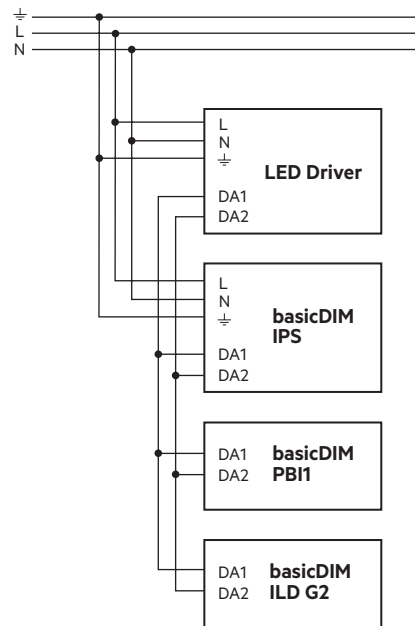 L
N
L
N
LED Driver
DA1
DA2
L
N
basicDIM
IPS
DA1
DA2
DA1
basicDIM
DA2
PBI1
DA1
basicDIM
DA2
ILD G2